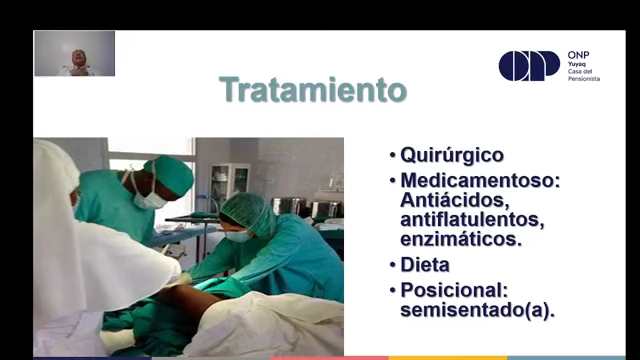 ONP
Yuyaq
Casa del
Pensionista
Tratamiento
• Quirúrgico
• Medicamentoso:
Antiácidos,
antiflatulentos,
enzimáticos.
• Dieta
• Posicional:
semisentado(a).